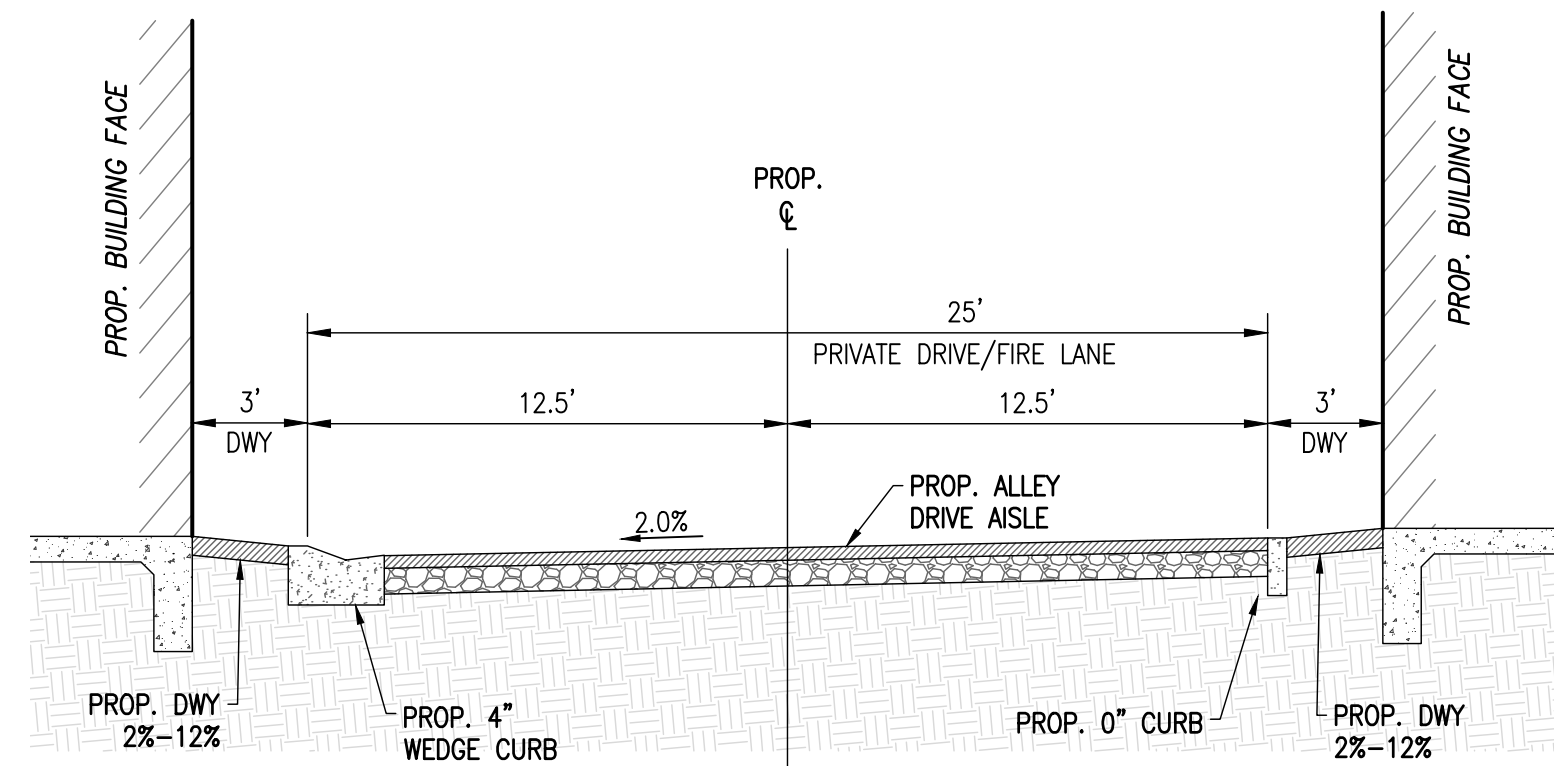 PROP. BUILDING FACE
PROP. BUILDING FACE
PROP.
℄
25'
PRIVATE DRIVE/FIRE LANE
3'
DWY
12.5'
12.5'
3'
DWY
2.0%
PROP. ALLEY
DRIVE AISLE
PROP. DWY
2%-12%
PROP. 4"
WEDGE CURB
PROP. 0" CURB
PROP. DWY
2%-12%